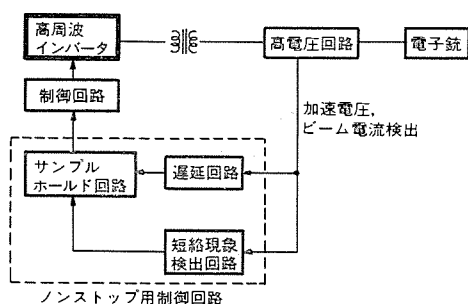 高周波
インバータ
高電圧回路
電子銃
制御回路
加速電圧,
ビーム電流検出
サンプル
ホールド回路
遅延回路
短絡現象
検出回路
ノンストップ用制御回路